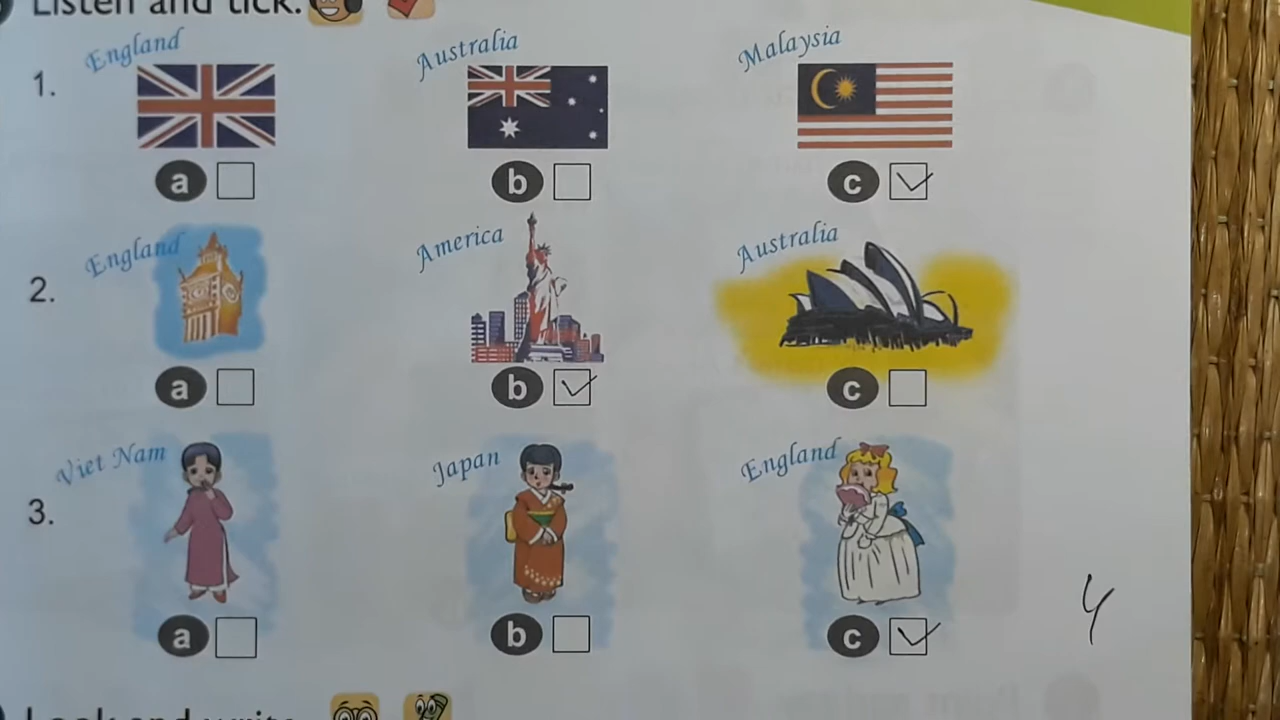 Listen and tick.
England Australia Malaysia
1.
a b c
England America Australia
2.
a b c
Viet Nam Japan England
3.
a b c
4
Look and write